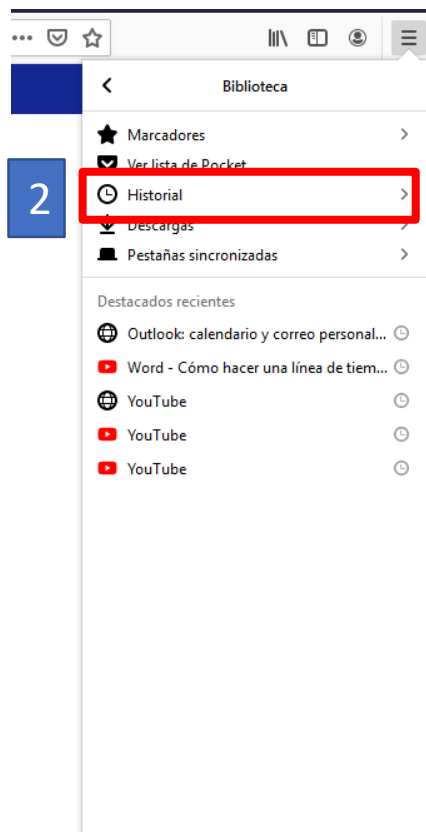 Biblioteca
Marcadores
Ver lista de Pocket
2
Historial
Descargas
Pestañas sincronizadas
Destacados recientes
Outlook: calendario y correo personal...
Word - Cómo hacer una línea de tiem...
YouTube
YouTube
YouTube